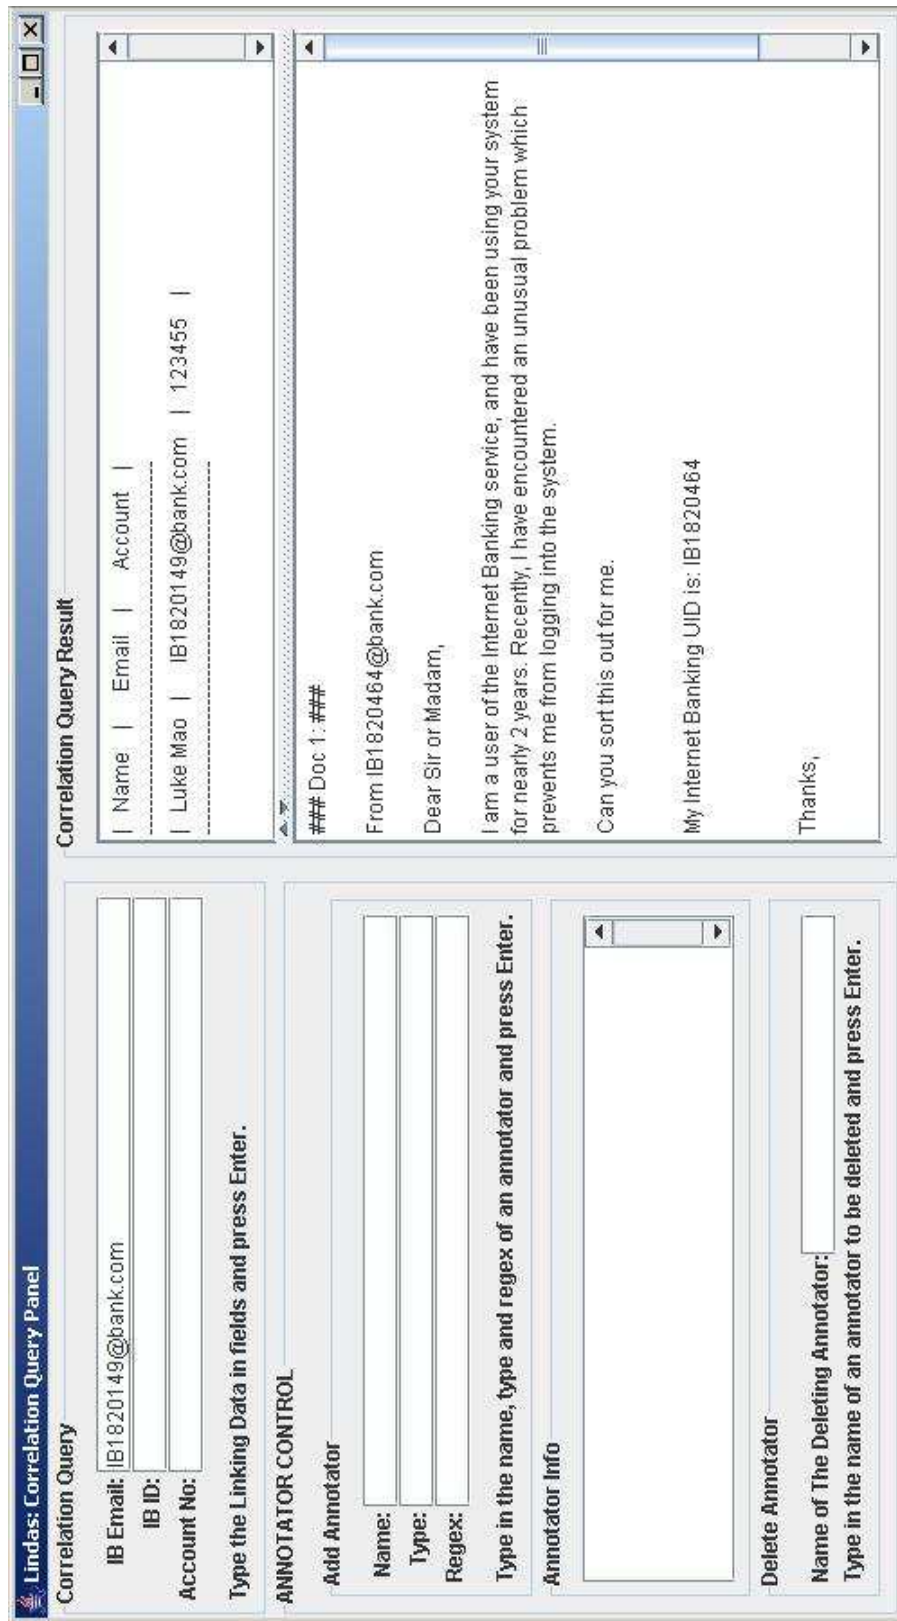 Lindas: Correlation Query Panel
Correlation Query
IB Email: IB1820149@bank.com
IB ID:
Account No:
Type the Linking Data in fields and press Enter.
ANNOTATOR CONTROL
Add Annotator
Name:
Type:
Regex:
Type in the name, type and regex of an annotator and press Enter.
Annotator Info
Delete Annotator
Name of The Deleting Annotator:
Type in the name of an annotator to be deleted and press Enter.
Correlation Query Result
| Name | Email | Account |
| Luke Mao | IB1820149@bank.com | 123455 |
### Doc 1: ###
From IB1820464@bank.com
Dear Sir or Madam,
I am a user of the Internet Banking service, and have been using your system
for nearly 2 years. Recently, I have encountered an unusual problem which
prevents me from logging into the system.
Can you sort this out for me.
My Internet Banking UID is: IB1820464
Thanks,